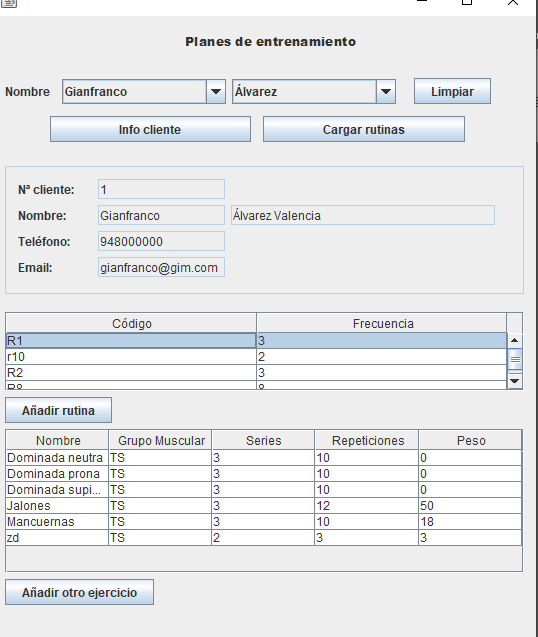 Planes de entrenamiento
Nombre Gianfranco Álvarez Limpiar
Info cliente Cargar rutinas
Nª cliente: 1
Nombre: Gianfranco Álvarez Valencia
Teléfono: 948000000
Email: gianfranco@gim.com
Código Frecuencia
R1 3
r10 2
R2 3
R8 8
Añadir rutina
Nombre Grupo Muscular Series Repeticiones Peso
Dominada neutra TS 3 10 0
Dominada prona TS 3 10 0
Dominada supi... TS 3 10 0
Jalones TS 3 12 50
Mancuernas TS 3 10 18
zd TS 2 3 3
Añadir otro ejercicio